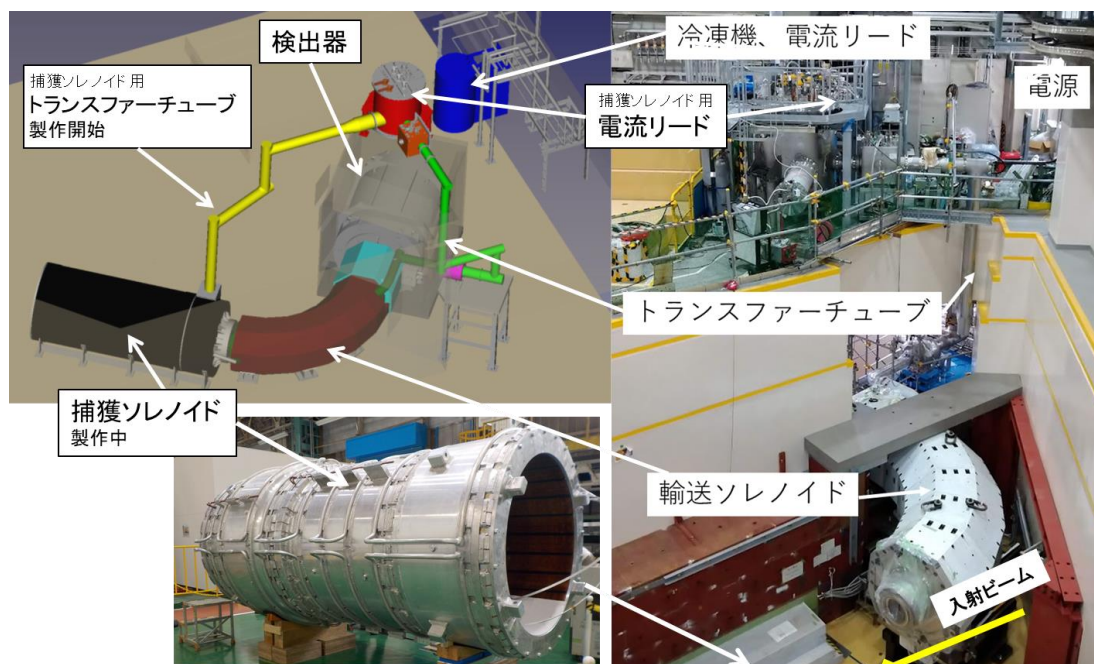 検出器
冷凍機、電流リード
電源
捕獲ソレノイド用
トランスファーチューブ
製作開始
捕獲ソレノイド用
電流リード
トランスファーチューブ
捕獲ソレノイド
製作中
輸送ソレノイド
入射ビーム